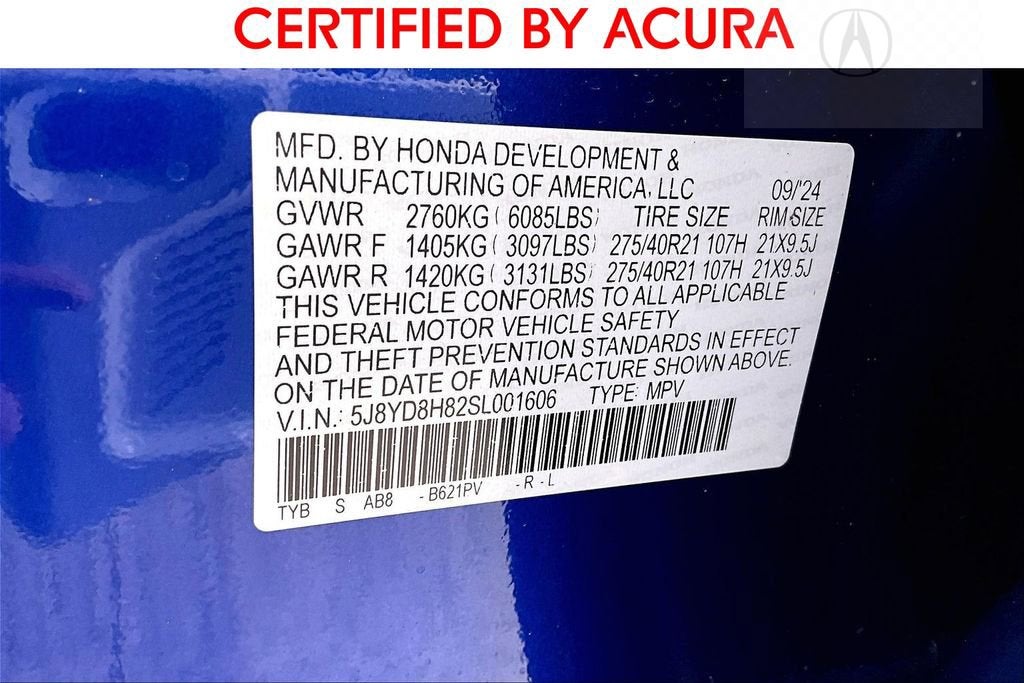 CERTIFIED BY ACURA
MFD. BY HONDA DEVELOPMENT &
MANUFACTURING OF AMERICA, LLC 09/'24
GVWR 2760KG ( 6085LBS) TIRE SIZE RIM SIZE
GAWR F 1405KG ( 3097LBS) 275/40R21 107H 21X9.5J
GAWR R 1420KG ( 3131LBS) 275/40R21 107H 21X9.5J
THIS VEHICLE CONFORMS TO ALL APPLICABLE
FEDERAL MOTOR VEHICLE SAFETY
AND THEFT PREVENTION STANDARDS IN EFFECT
ON THE DATE OF MANUFACTURE SHOWN ABOVE.
V.I.N.: 5J8YD8H82SL001606 TYPE: MPV
TYB S AB8 - B621PV - R - L